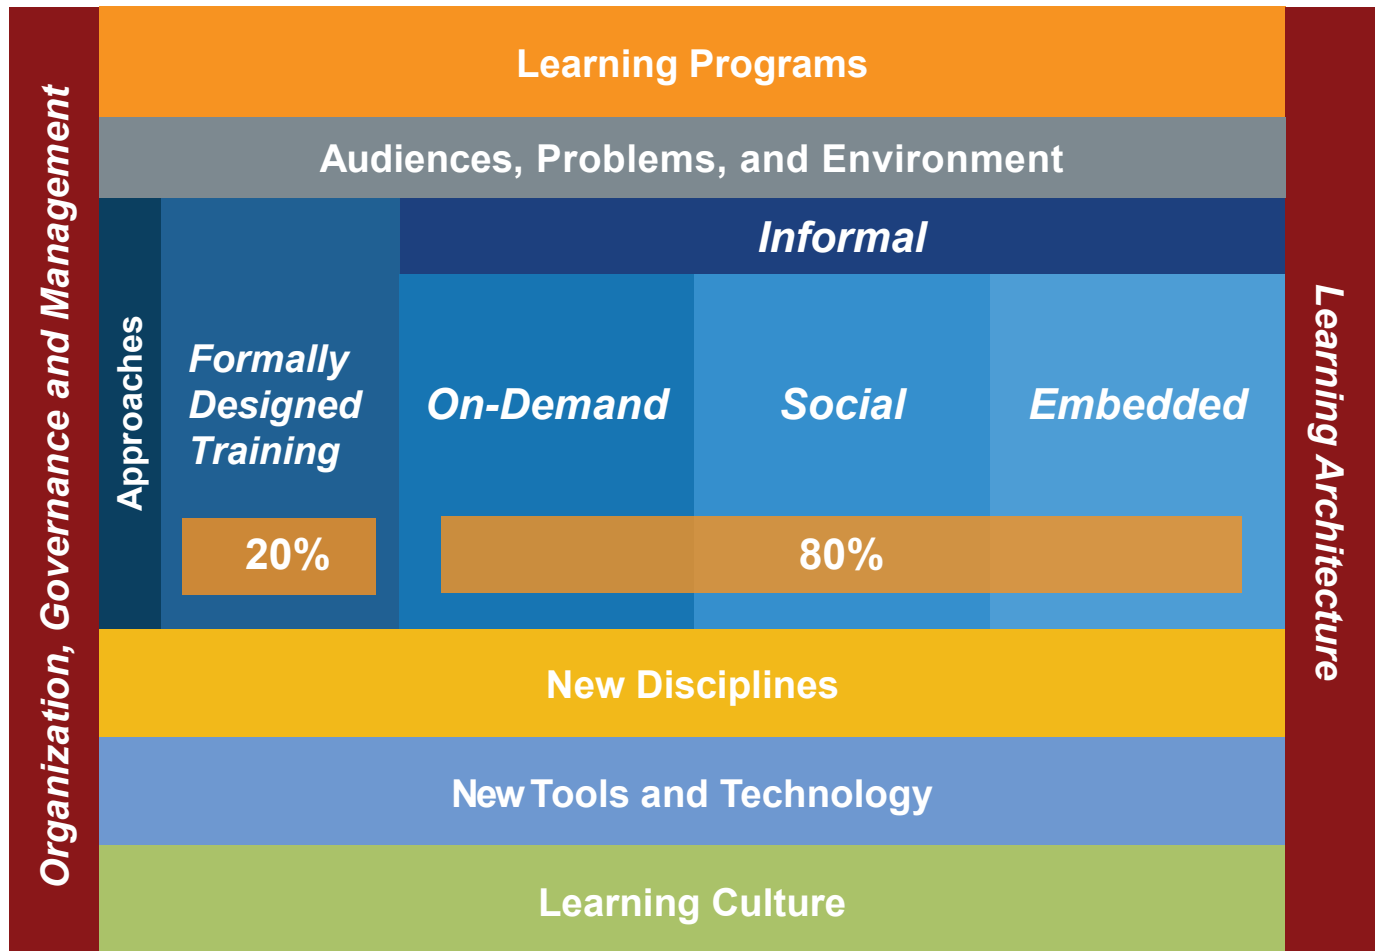 Organization, Governance and Management
Learning Programs
Audiences, Problems, and Environment
Approaches
Formally
Designed
Training
20%
Informal
On-Demand
Social
Embedded
80%
New Disciplines
New Tools and Technology
Learning Culture
Learning Architecture